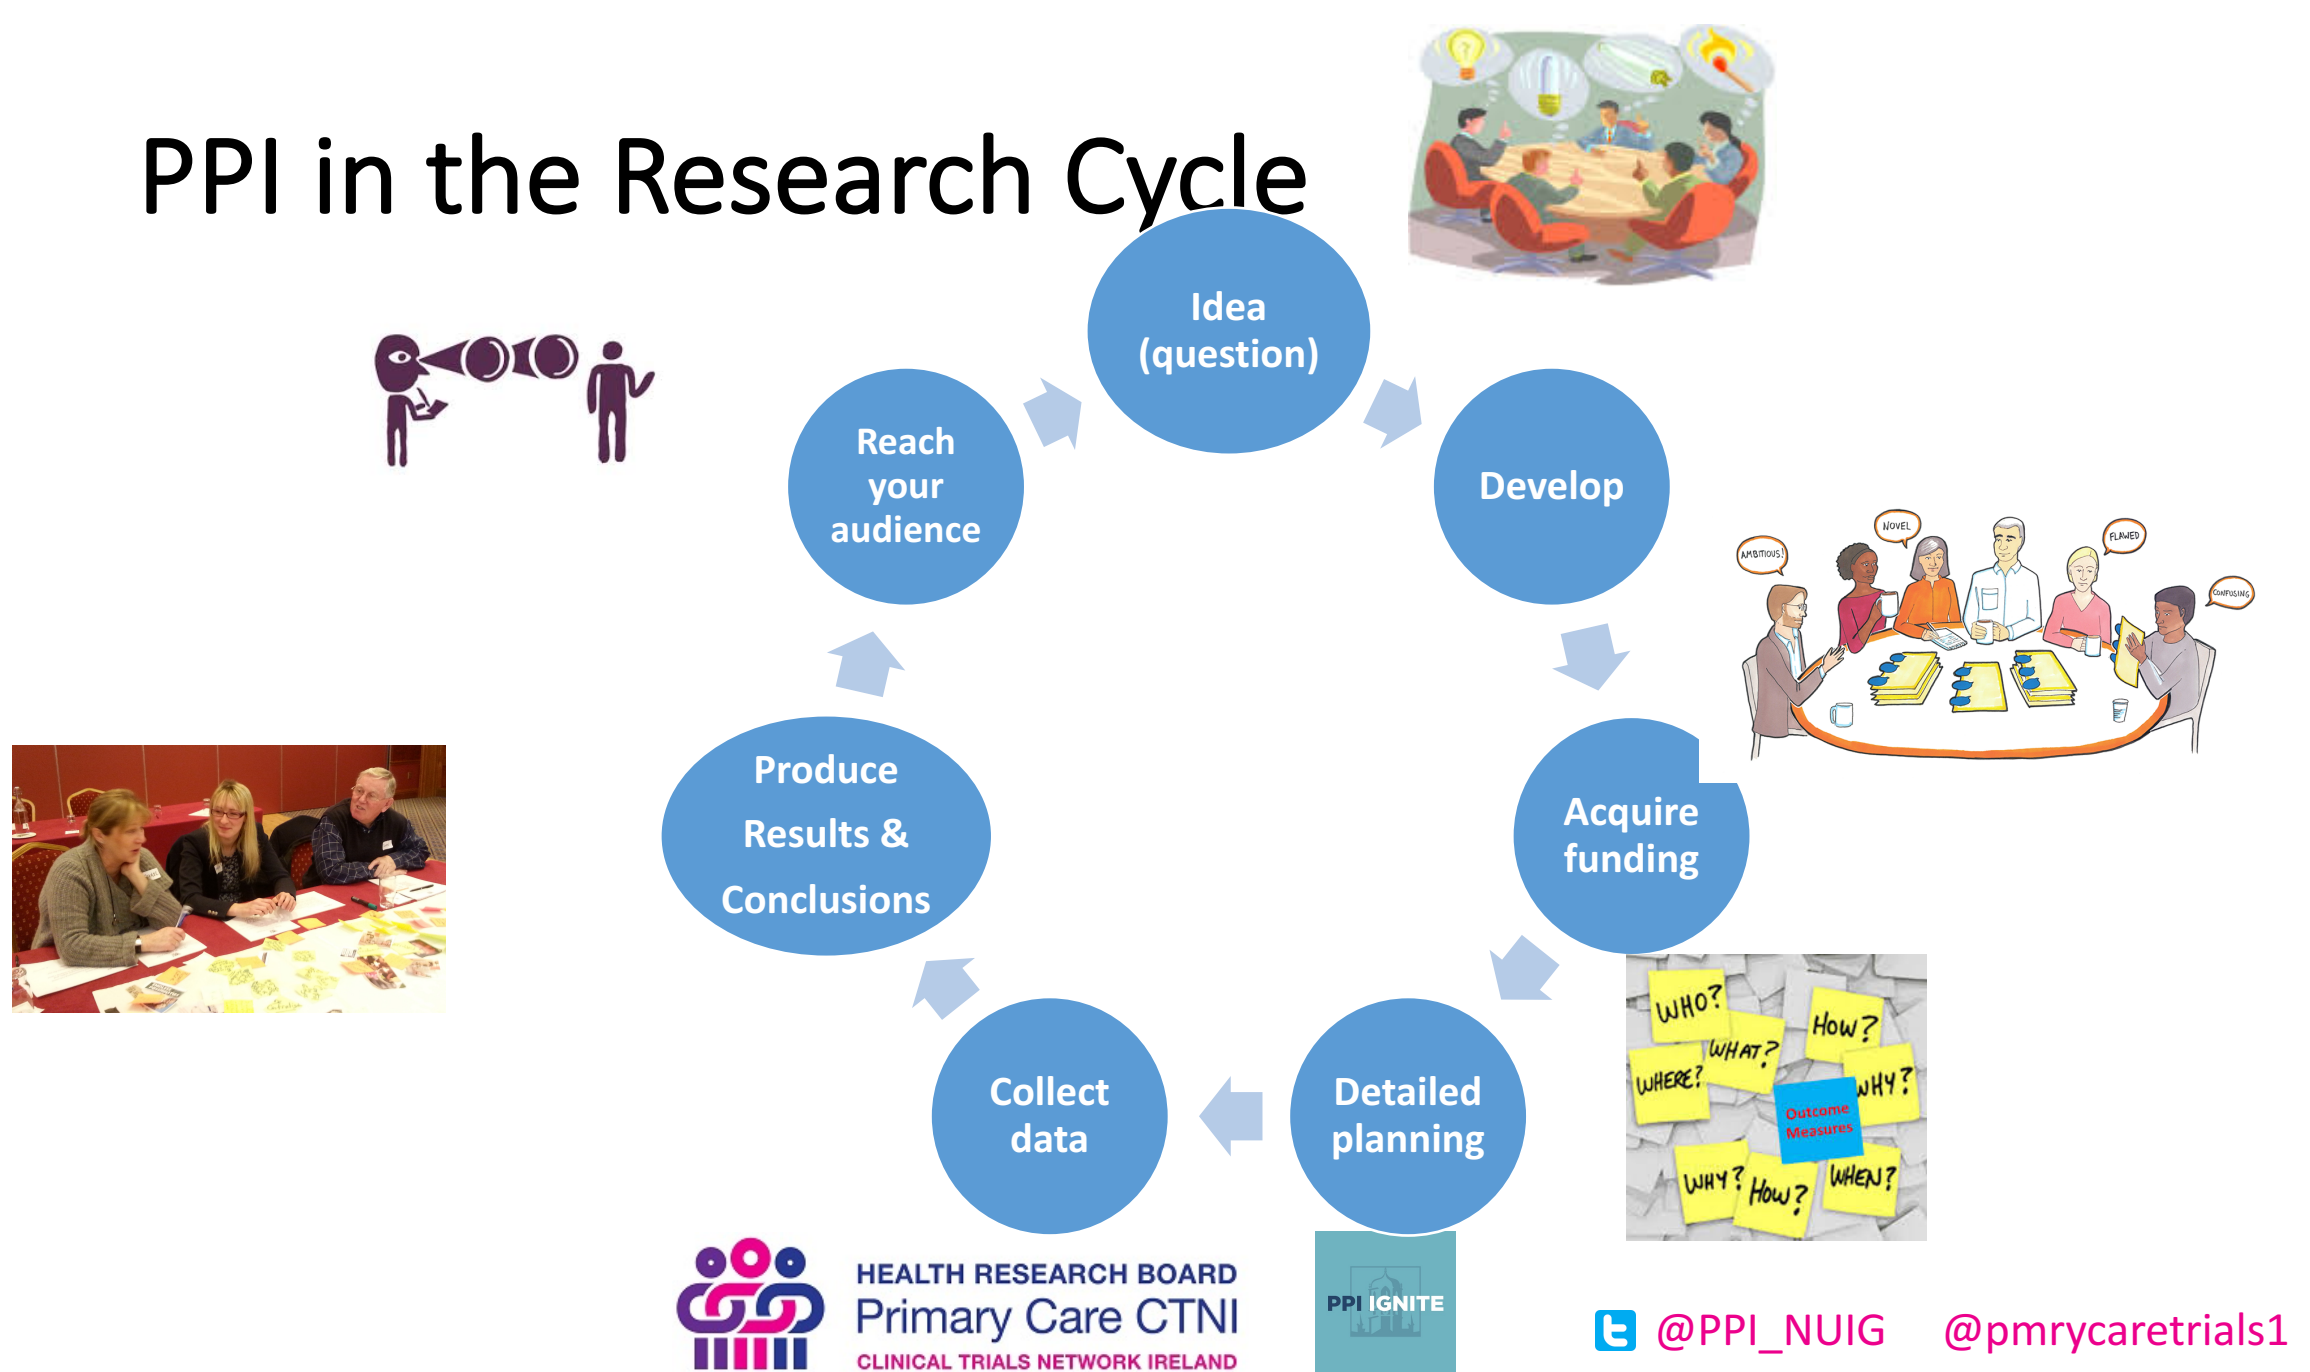 PPI in the Research Cycle
Idea
(question)
Develop
Acquire
funding
Detailed
planning
Collect
data
Produce
Results &
Conclusions
Reach
your
audience
AMBITIOUS!
NOVEL
FLAWED
CONFUSING
WHO?
WHAT?
HOW?
WHERE?
WHY?
Outcome
Measures
WHY?
HOW?
WHEN?
HEALTH RESEARCH BOARD
Primary Care CTNI
CLINICAL TRIALS NETWORK IRELAND
PPI IGNITE
@PPI_NUIG @pmrycaretrials1